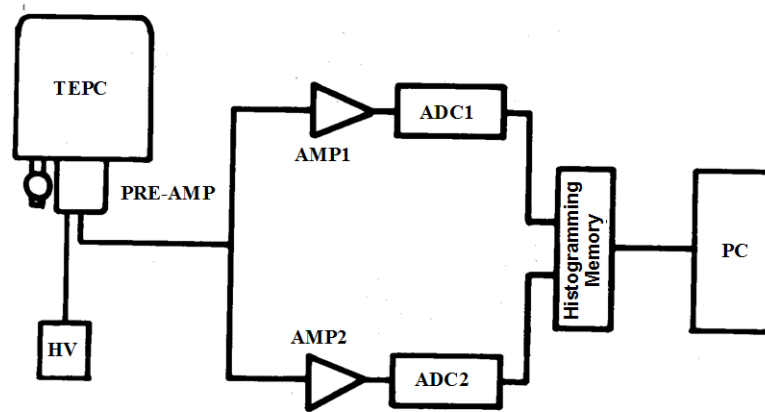 TEPC
PRE-AMP
HV
AMP1
ADC1
AMP2
ADC2
Histogramming
Memory
PC